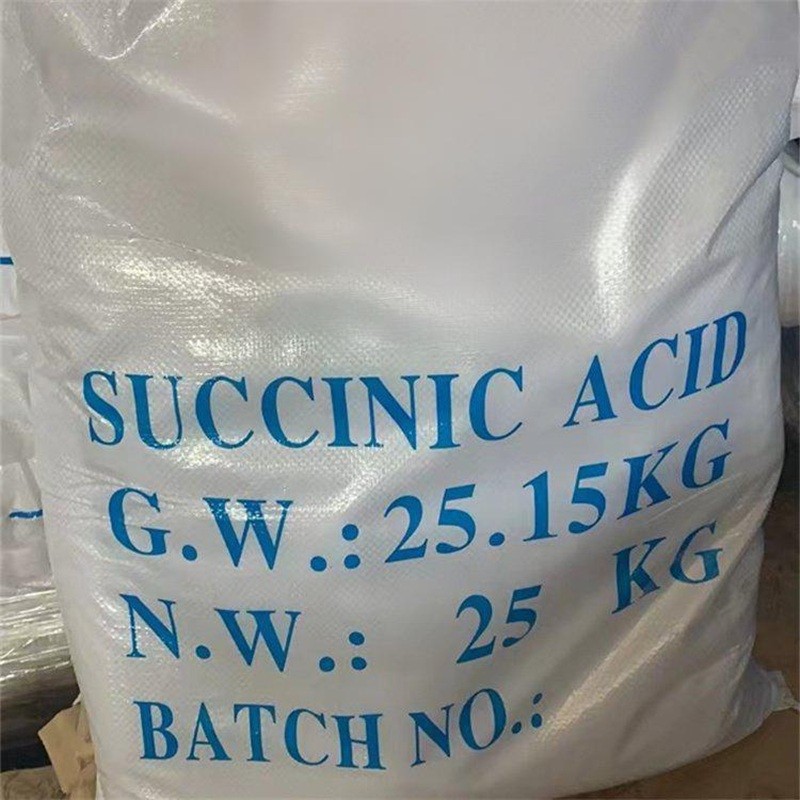 SUCCINIC ACID
G.W.:25.15KG
N.W.: 25 KG
BATCH NO.: